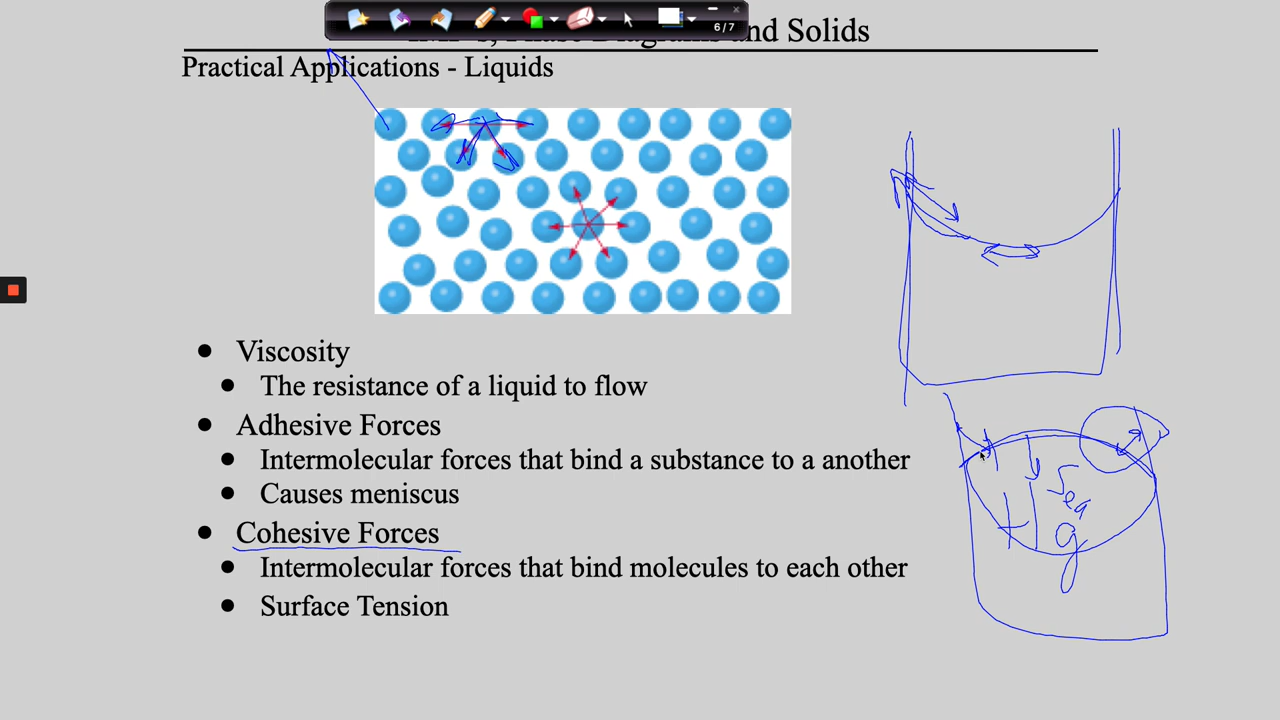 6/7
and Solids
Practical Applications - Liquids
● Viscosity
● The resistance of a liquid to flow
● Adhesive Forces
● Intermolecular forces that bind a substance to a another
● Causes meniscus
● Cohesive Forces
● Intermolecular forces that bind molecules to each other
● Surface Tension